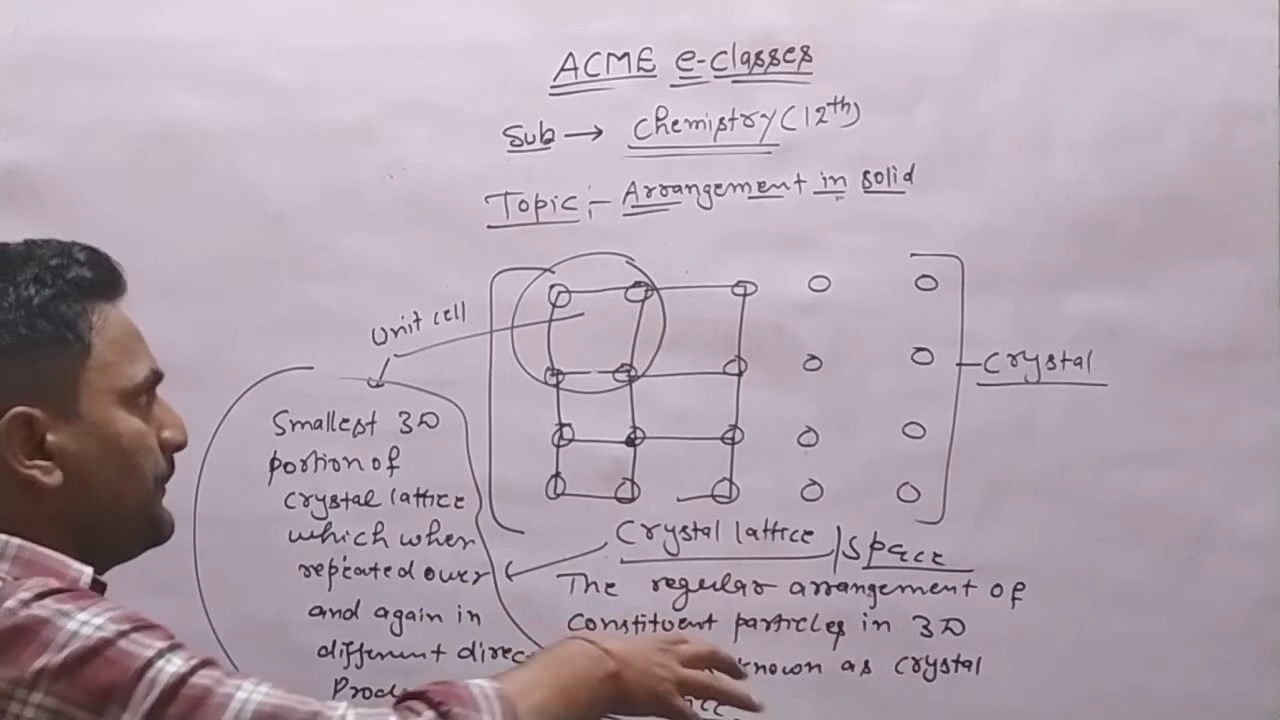 ACME e-classes
Sub → Chemistry (12th)
Topic :- Arrangement in solid
Unit cell
Crystal
Smallest 3D
portion of
crystal lattice
which when
repeated over
and again in
different direc
Crystal lattice / space
The regular arrangement of
constituent particles in 3D
known as crystal